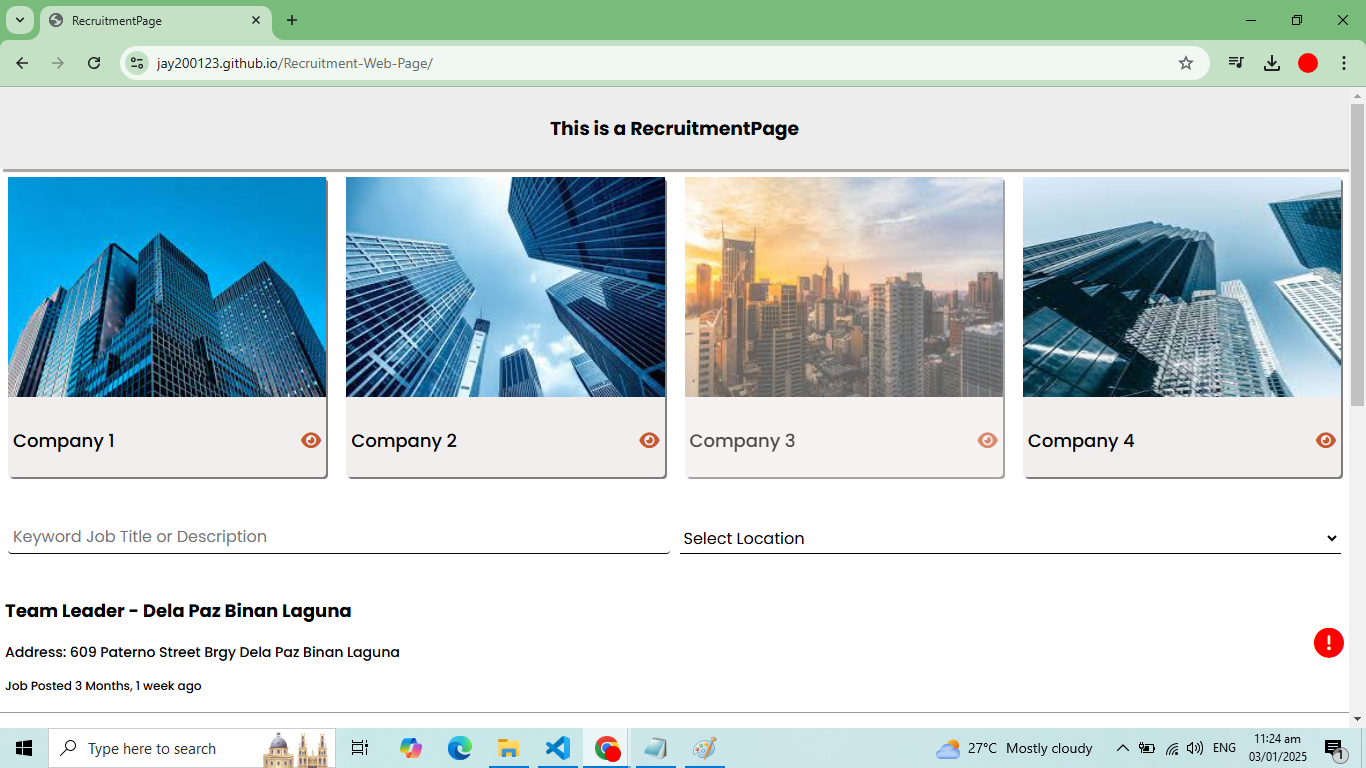 RecruitmentPage
jay200123.github.io/Recruitment-Web-Page/
This is a RecruitmentPage
Company 1
Company 2
Company 3
Company 4
Keyword Job Title or Description
Select Location
Team Leader - Dela Paz Binan Laguna
Address: 609 Paterno Street Brgy Dela Paz Binan Laguna
Job Posted 3 Months, 1 week ago
Type here to search
27°C Mostly cloudy
ENG
11:24 am
03/01/2025
1